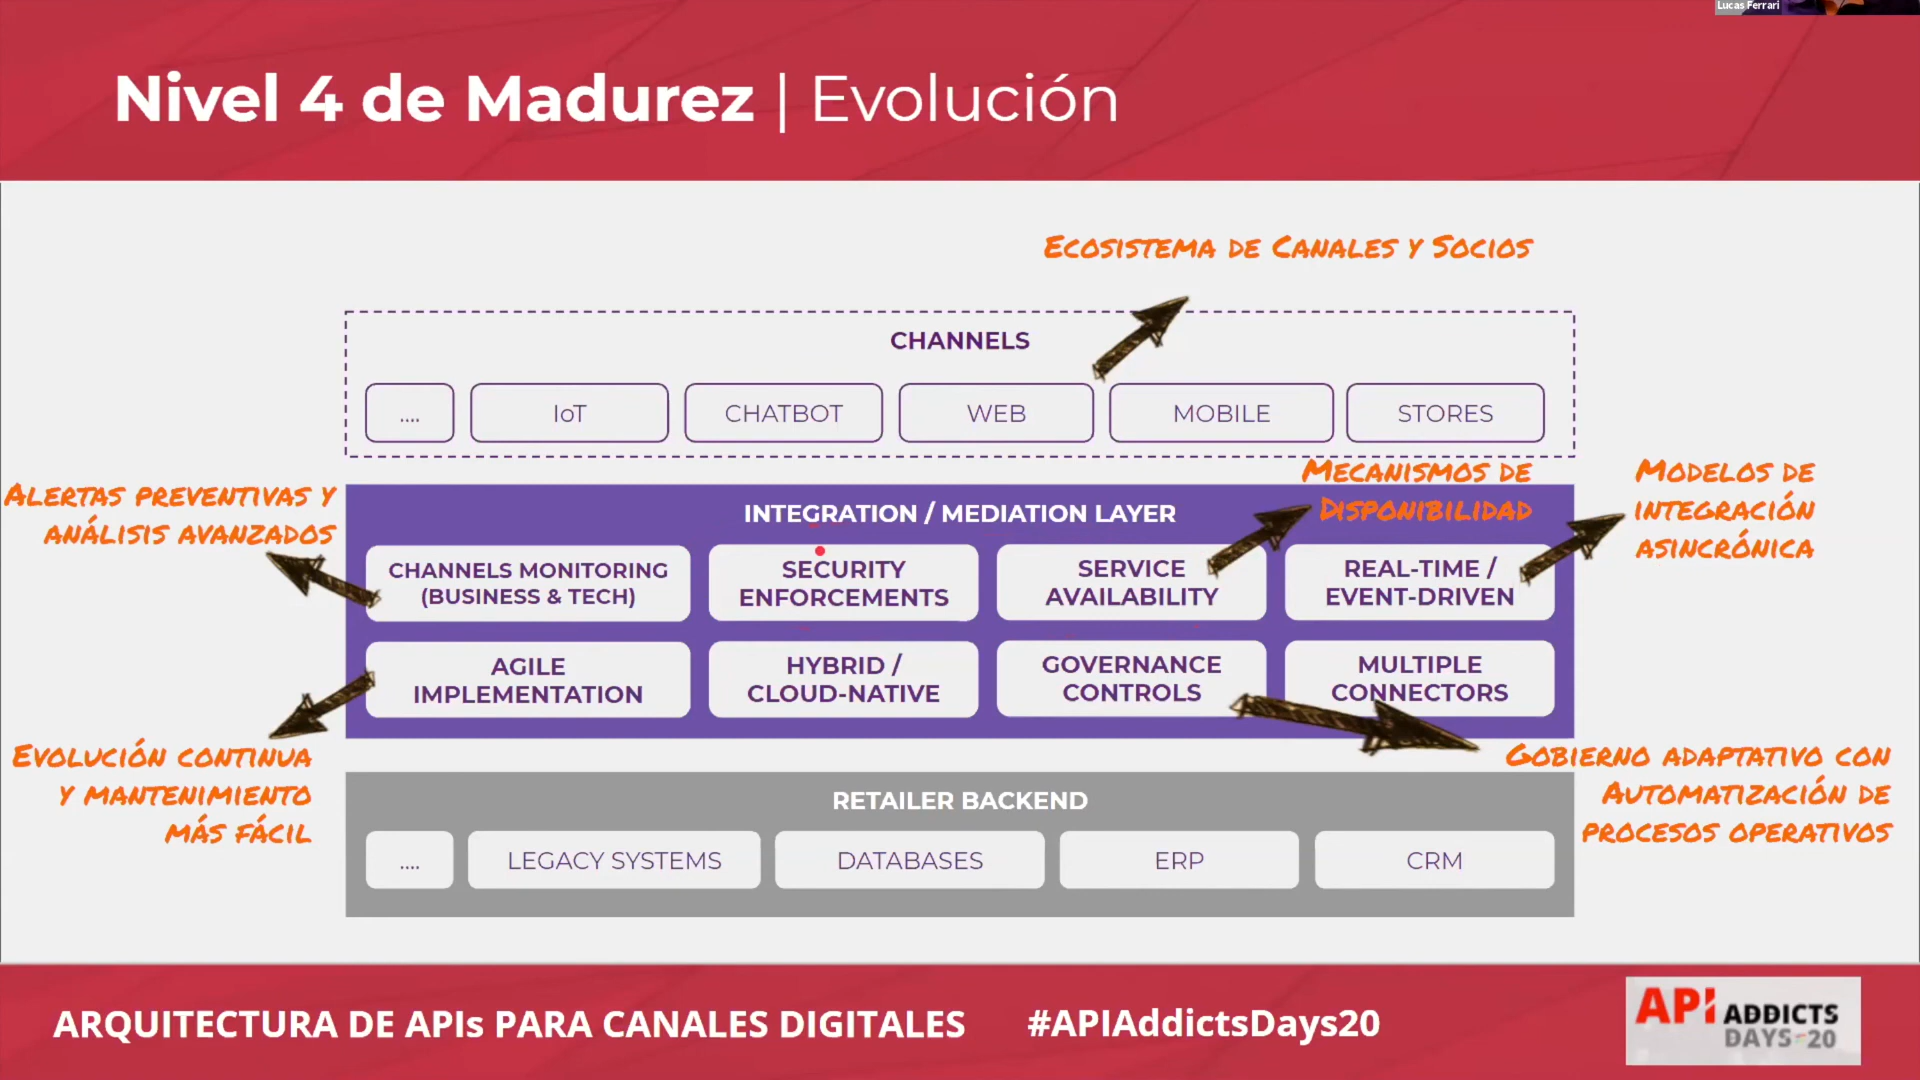 Lucas Ferrari
Nivel 4 de Madurez | Evolución
Ecosistema de Canales y Socios
CHANNELS
....
IoT
CHATBOT
WEB
MOBILE
STORES
Alertas preventivas y
análisis avanzados
Mecanismos de
Disponibilidad
Modelos de
integración
asincrónica
INTEGRATION / MEDIATION LAYER
CHANNELS MONITORING
(BUSINESS & TECH)
SECURITY
ENFORCEMENTS
SERVICE
AVAILABILITY
REAL-TIME /
EVENT-DRIVEN
AGILE
IMPLEMENTATION
HYBRID /
CLOUD-NATIVE
GOVERNANCE
CONTROLS
MULTIPLE
CONNECTORS
Evolución continua
y mantenimiento
más fácil
Gobierno adaptativo con
Automatización de
procesos operativos
RETAILER BACKEND
....
LEGACY SYSTEMS
DATABASES
ERP
CRM
ARQUITECTURA DE APIs PARA CANALES DIGITALES
#APIAddictsDays20
API ADDICTS
DAYS-20